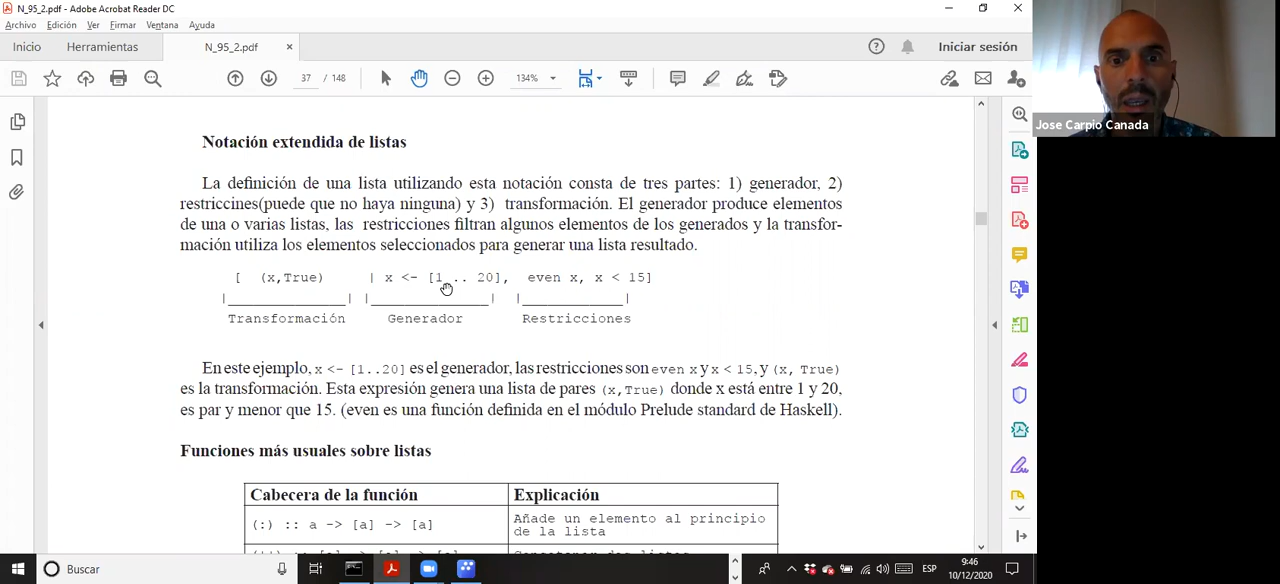 N_95_2.pdf - Adobe Acrobat Reader DC
Archivo Edición Ver Firmar Ventana Ayuda
Inicio Herramientas N_95_2.pdf × Iniciar sesión
37 / 148 134%
Jose Carpio Canada
Notación extendida de listas
La definición de una lista utilizando esta notación consta de tres partes: 1) generador, 2)
restriccines(puede que no haya ninguna) y 3) transformación. El generador produce elementos
de una o varias listas, las restricciones filtran algunos elementos de los generados y la transfor-
mación utiliza los elementos seleccionados para generar una lista resultado.
[ (x,True) | x <- [1 .. 20], even x, x < 15]
|______________| |______________| |____________|
Transformación Generador Restricciones
En este ejemplo, x <- [1..20] es el generador, las restricciones son even x y x < 15, y (x, True)
es la transformación. Esta expresión genera una lista de pares (x,True) donde x está entre 1 y 20,
es par y menor que 15. (even es una función definida en el módulo Prelude standard de Haskell).
Funciones más usuales sobre listas
Cabecera de la función Explicación
(:) :: a -> [a] -> [a] Añade un elemento al principio
de la lista
Buscar
ESP
9:46
10/12/2020